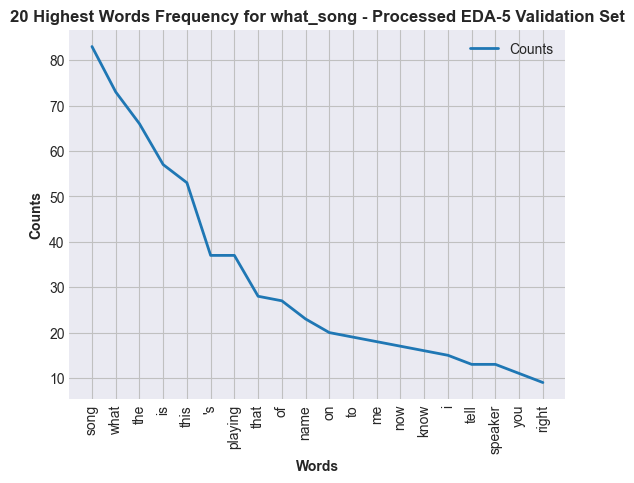 20 Highest Words Frequency for what_song - Processed EDA-5 Validation Set
Counts
80
70
60
50
40
30
20
10
Counts
song
what
the
is
this
's
playing
that
of
name
on
to
me
now
know
i
tell
speaker
you
right
Words